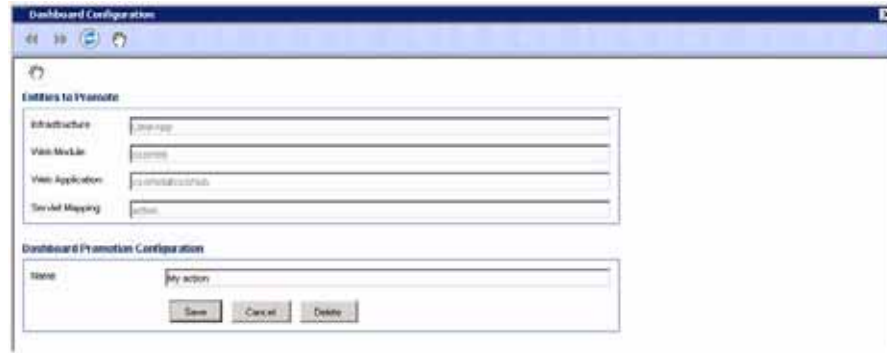 Dashboard Configuration
Entities to Promote
Infrastructure
Web Module
Web Application
Servlet Mapping
action
Dashboard Promotion Configuration
Name
My action
Save Cancel Delete